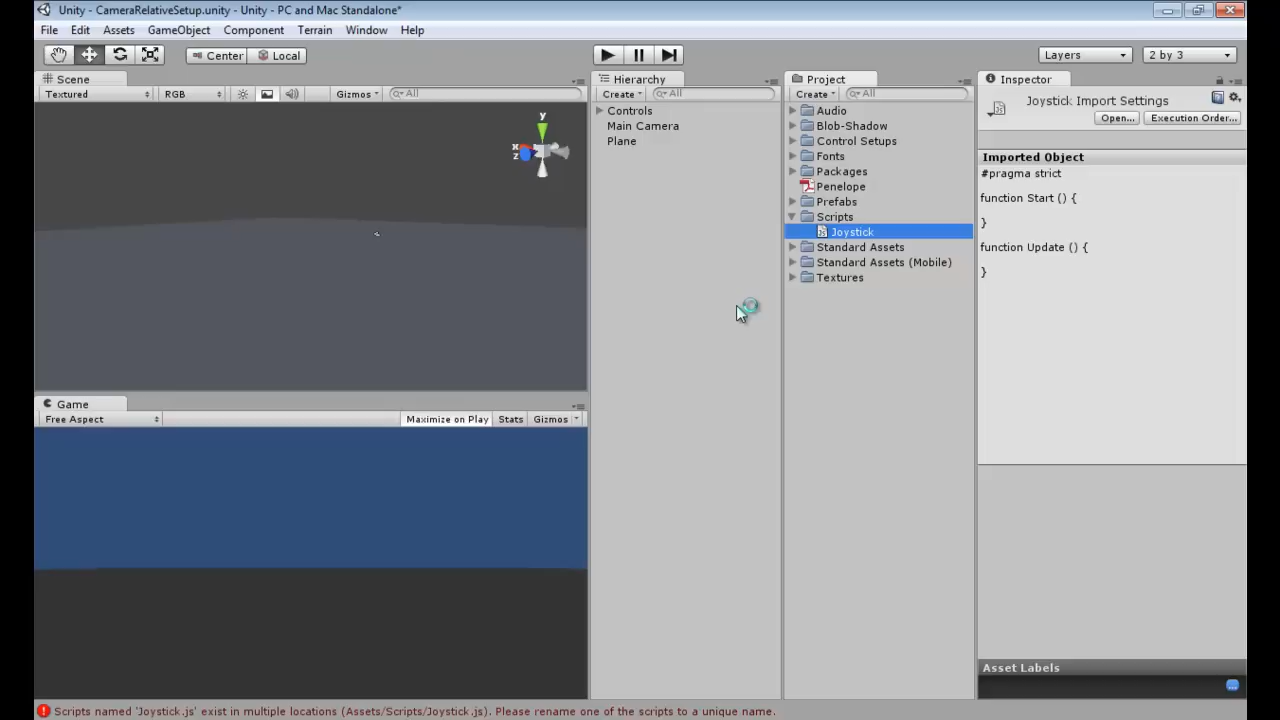 Unity - CameraRelativeSetup.unity - Unity - PC and Mac Standalone*
File Edit Assets GameObject Component Terrain Window Help
Center Local Layers 2 by 3
Scene
Textured RGB Gizmos All
y
x
z
Game
Free Aspect Maximize on Play Stats Gizmos
Hierarchy
Create All
Controls
Main Camera
Plane
Project
Create All
Audio
Blob-Shadow
Control Setups
Fonts
Packages
Penelope
Prefabs
Scripts
Joystick
Standard Assets
Standard Assets (Mobile)
Textures
Inspector
Joystick Import Settings
Open... Execution Order...
Imported Object
#pragma strict
function Start () {
}
function Update () {
}
Asset Labels
Scripts named 'Joystick.js' exist in multiple locations (Assets/Scripts/Joystick.js). Please rename one of the scripts to a unique name.